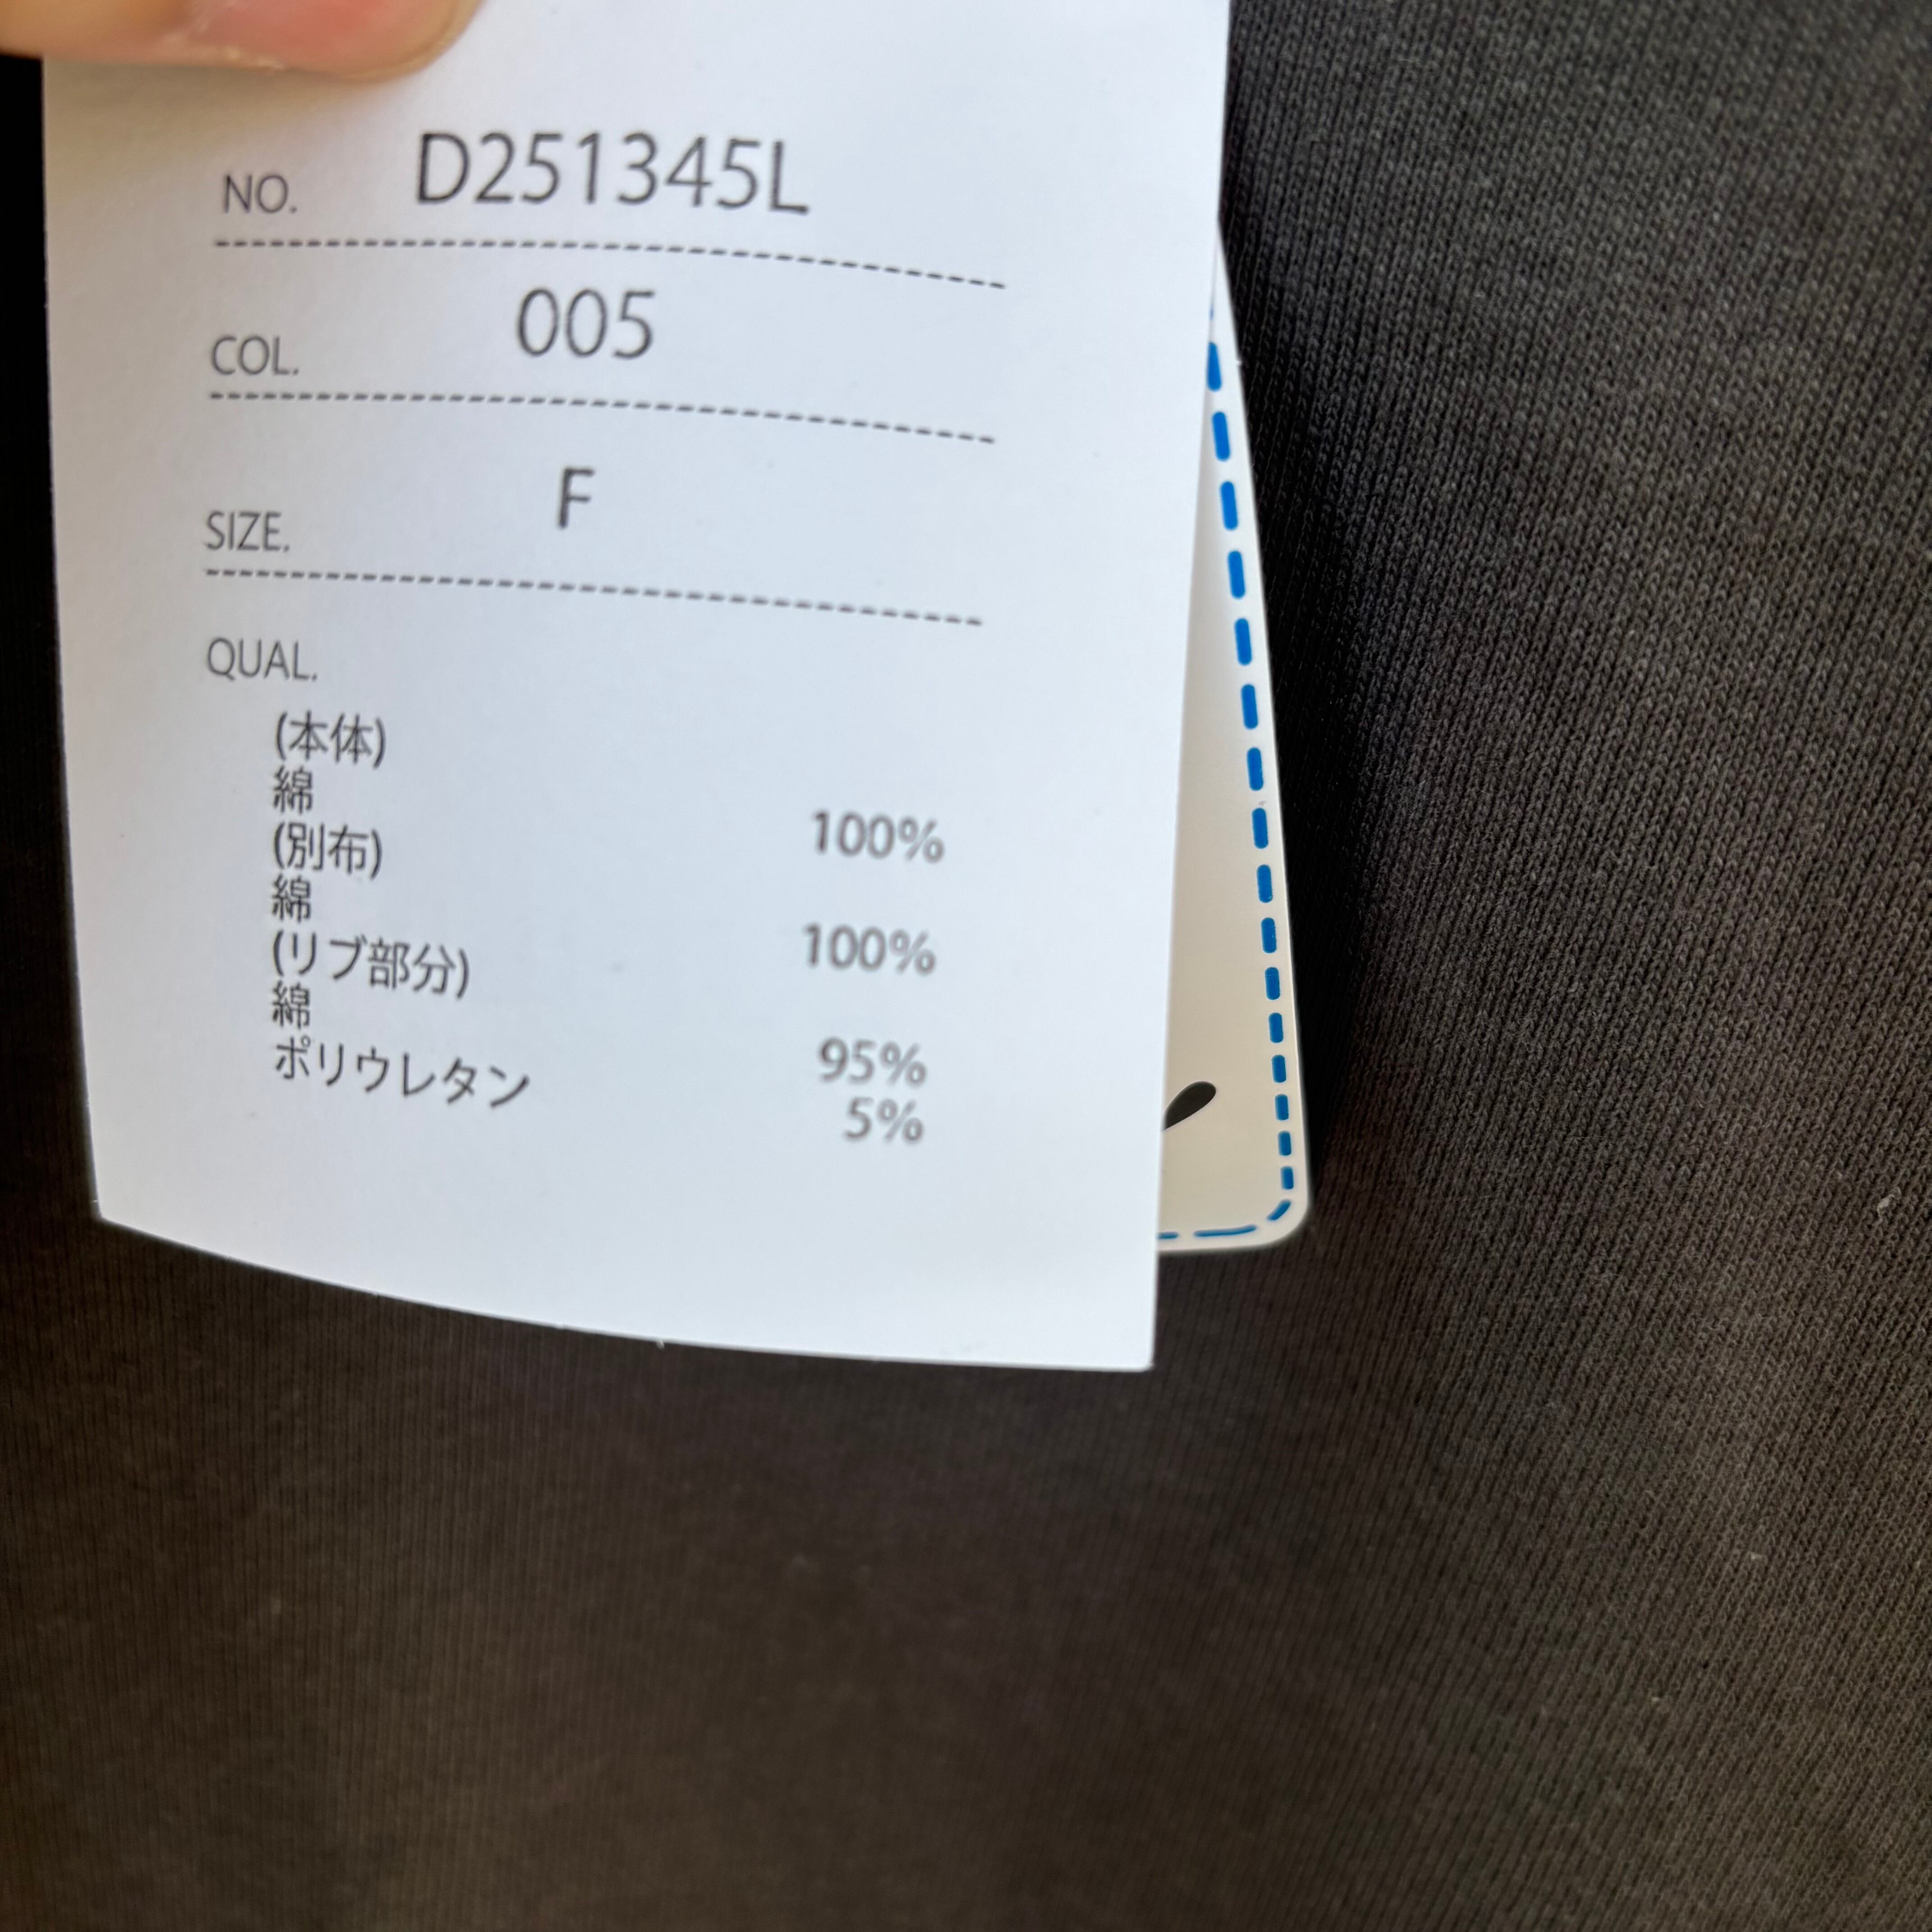 NO. D251345L
COL. 005
SIZE. F
QUAL.
(本体)
綿 100%
(別布)
綿 100%
(リブ部分)
綿 95%
ポリウレタン 5%